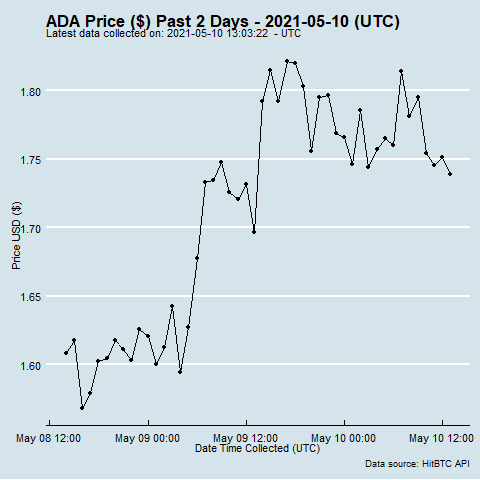 ADA Price ($) Past 2 Days - 2021-05-10 (UTC)
Latest data collected on: 2021-05-10 13:03:22 - UTC
1.80
1.75
1.70
1.65
1.60
Price USD ($)
May 08 12:00 May 09 00:00 May 09 12:00 May 10 00:00 May 10 12:00
Date Time Collected (UTC)
Data source: HitBTC API